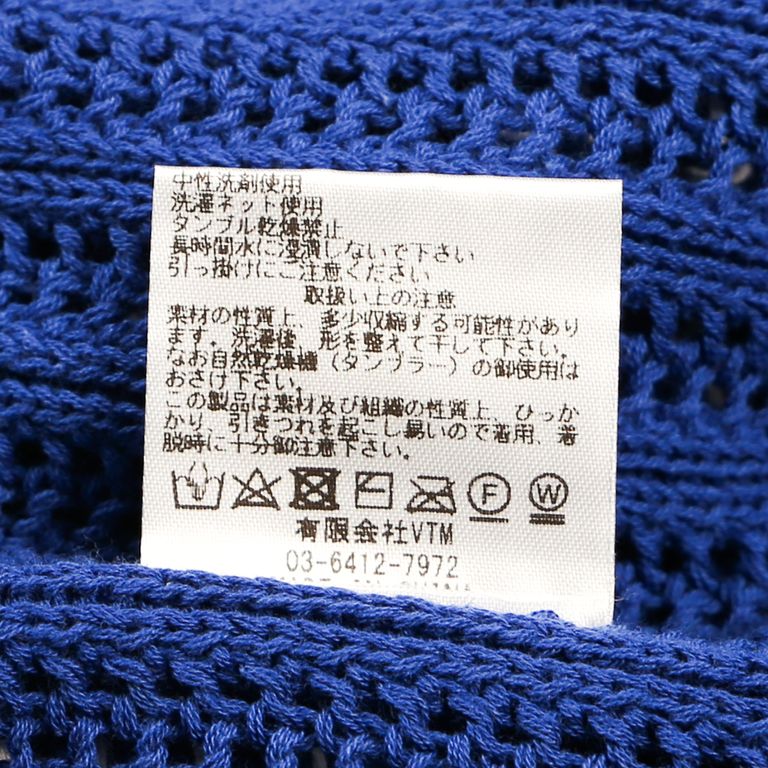 中性洗剤使用
洗濯ネット使用
タンブル乾燥禁止
長時間水に浸漬しないで下さい
引っ掛けにご注意ください
取扱い上の注意
素材の性質上、多少収縮する可能性があり
ます。洗濯後、形を整えて干して下さい。
なお自然乾燥機（タンブラー）の御使用は
おさけ下さい。
この製品は素材及び組織の性質上、ひっか
かり、引きつれを起こし易いので着用、着
脱時に十分御注意下さい。
F W
有限会社VTM
03-6412-7972